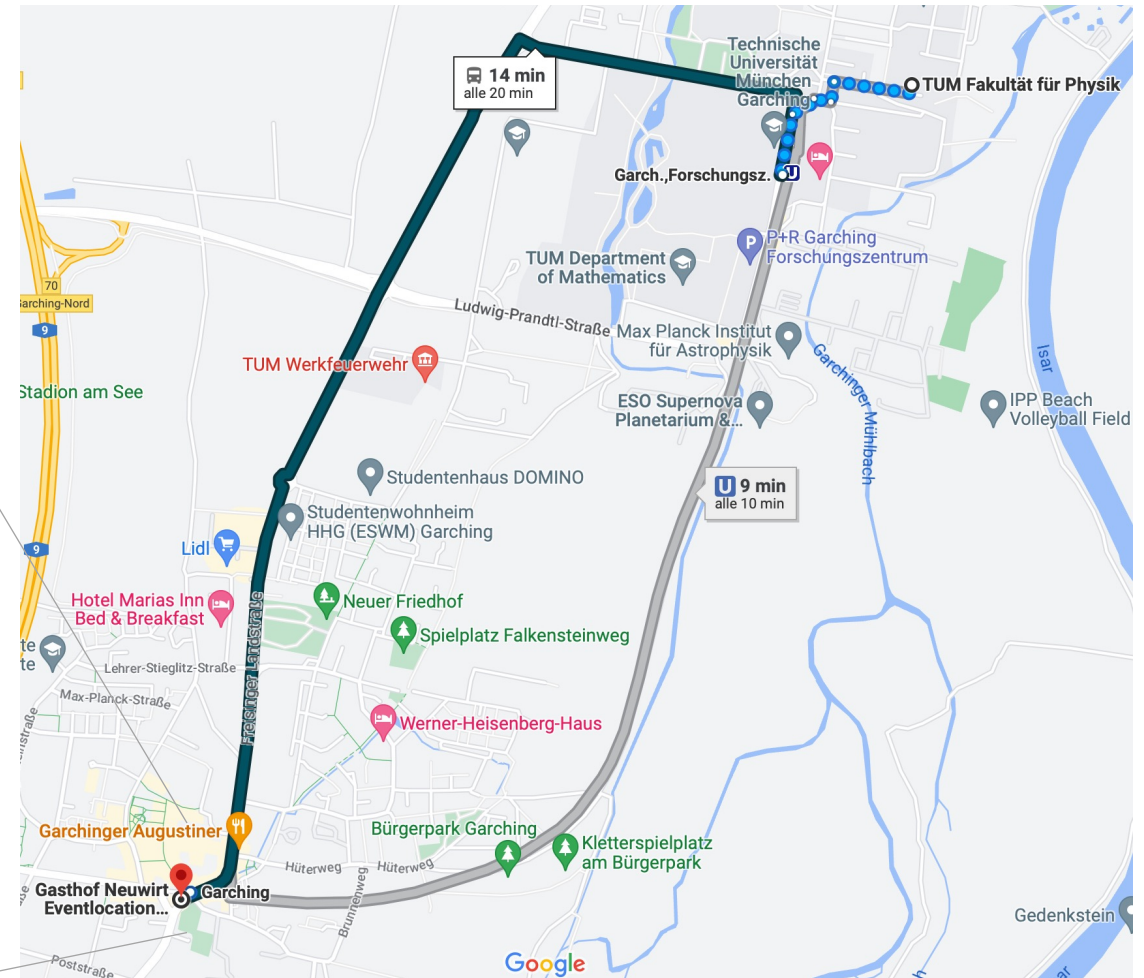 Technische
Universität
München
Garching
14 min
alle 20 min
TUM Fakultät für Physik
Garch.,Forschungsz.
U
P
P+R Garching
Forschungszentrum
TUM Department
of Mathematics
70
Garching-Nord
9
Ludwig-Prandtl-Straße
Max Planck Institut
für Astrophysik
Garchinger Mühlbach
Isar
TUM Werkfeuerwehr
Stadion am See
ESO Supernova
Planetarium &...
IPP Beach
Volleyball Field
Studentenhaus DOMINO
U 9 min
alle 10 min
Studentenwohnheim
HHG (ESWM) Garching
Lidl
9
Hotel Marias Inn
Bed & Breakfast
Neuer Friedhof
Freisinger Landstraße
Spielplatz Falkensteinweg
te
te
Lehrer-Stieglitz-Straße
Max-Planck-Straße
Werner-Heisenberg-Haus
Garchinger Augustiner
Bürgerpark Garching
Kletterspielplatz
am Bürgerpark
Hüterweg
Hüterweg
Gasthof Neuwirt
Eventlocation...
Garching
Brunnenweg
Gedenkstein
Poststraße
Google